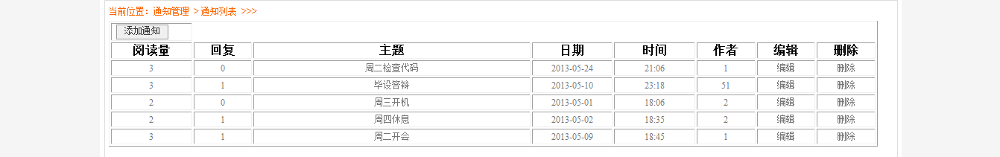 当前位置：通知管理 > 通知列表 >>>
添加通知
阅读量 回复 主题 日期 时间 作者 编辑 删除
3 0 周二检查代码 2013-05-24 21:06 1 编辑 删除
3 1 毕设答辩 2013-05-10 23:18 51 编辑 删除
2 0 周三开机 2013-05-01 18:06 2 编辑 删除
2 1 周四休息 2013-05-02 18:35 2 编辑 删除
3 1 周二开会 2013-05-09 18:45 1 编辑 删除